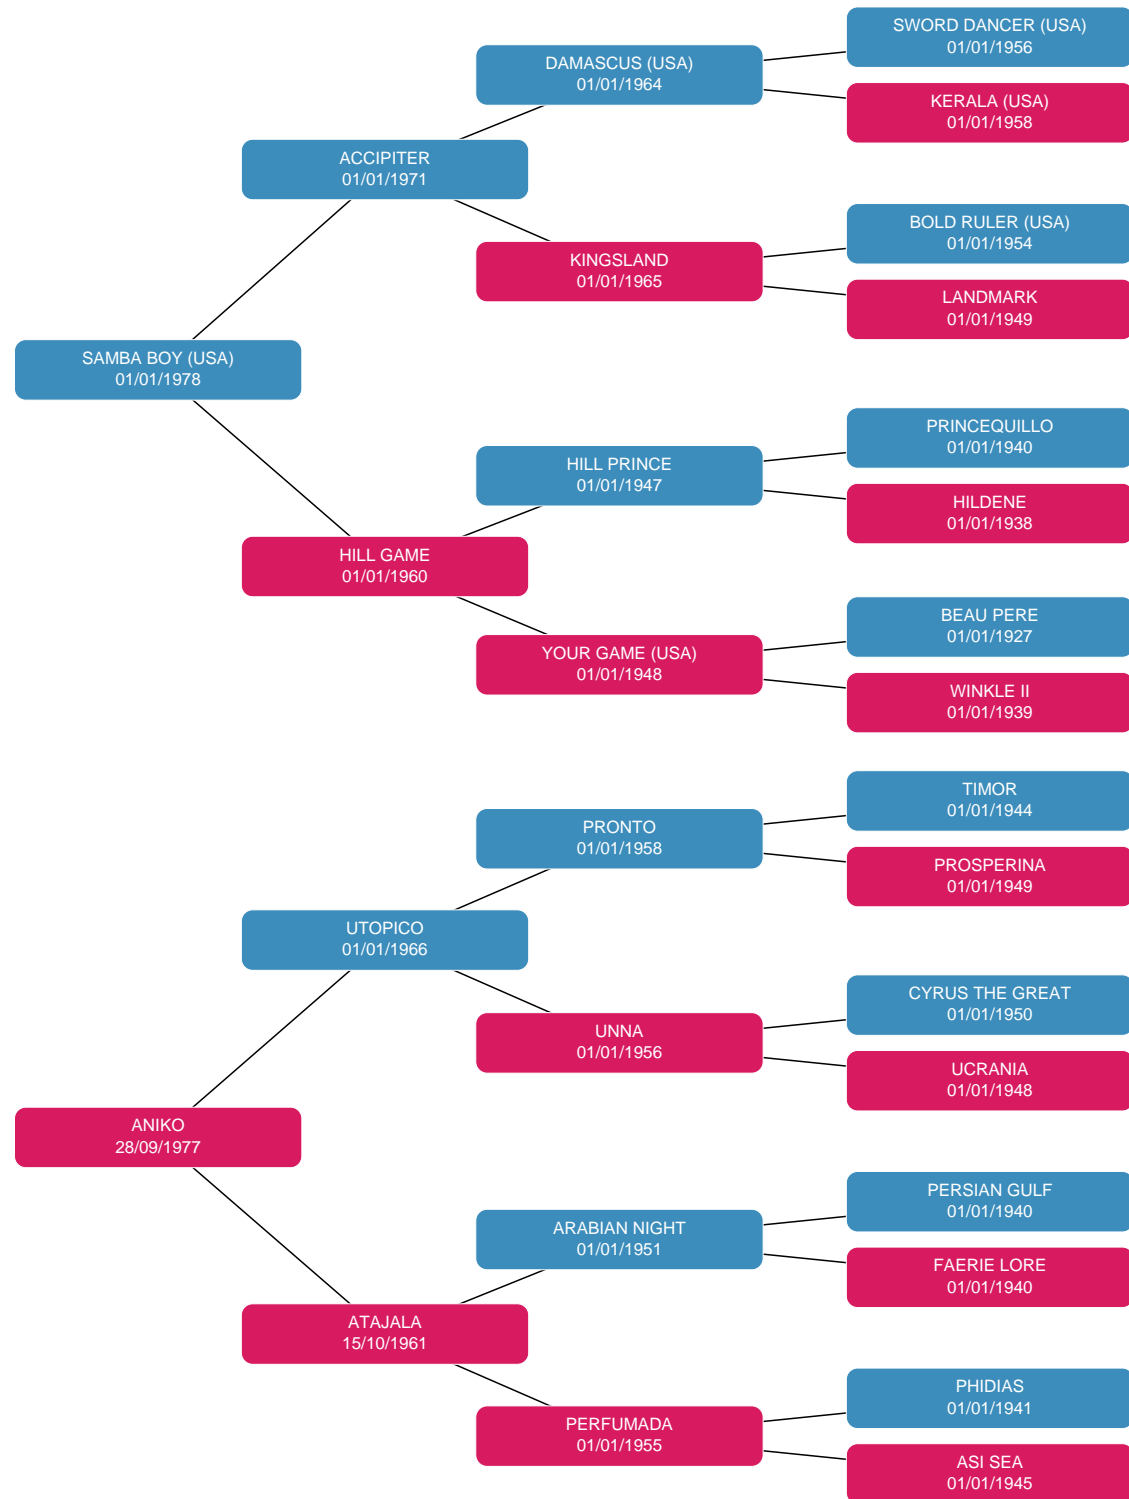 SWORD DANCER (USA)
01/01/1956
DAMASCUS (USA)
01/01/1964
KERALA (USA)
01/01/1958
ACCIPITER
01/01/1971
BOLD RULER (USA)
01/01/1954
KINGSLAND
01/01/1965
LANDMARK
01/01/1949
SAMBA BOY (USA)
01/01/1978
PRINCEQUILLO
01/01/1940
HILL PRINCE
01/01/1947
HILDENE
01/01/1938
HILL GAME
01/01/1960
BEAU PERE
01/01/1927
YOUR GAME (USA)
01/01/1948
WINKLE II
01/01/1939
TIMOR
01/01/1944
PRONTO
01/01/1958
PROSPERINA
01/01/1949
UTOPICO
01/01/1966
CYRUS THE GREAT
01/01/1950
UNNA
01/01/1956
UCRANIA
01/01/1948
ANIKO
28/09/1977
PERSIAN GULF
01/01/1940
ARABIAN NIGHT
01/01/1951
FAERIE LORE
01/01/1940
ATAJALA
15/10/1961
PHIDIAS
01/01/1941
PERFUMADA
01/01/1955
ASI SEA
01/01/1945